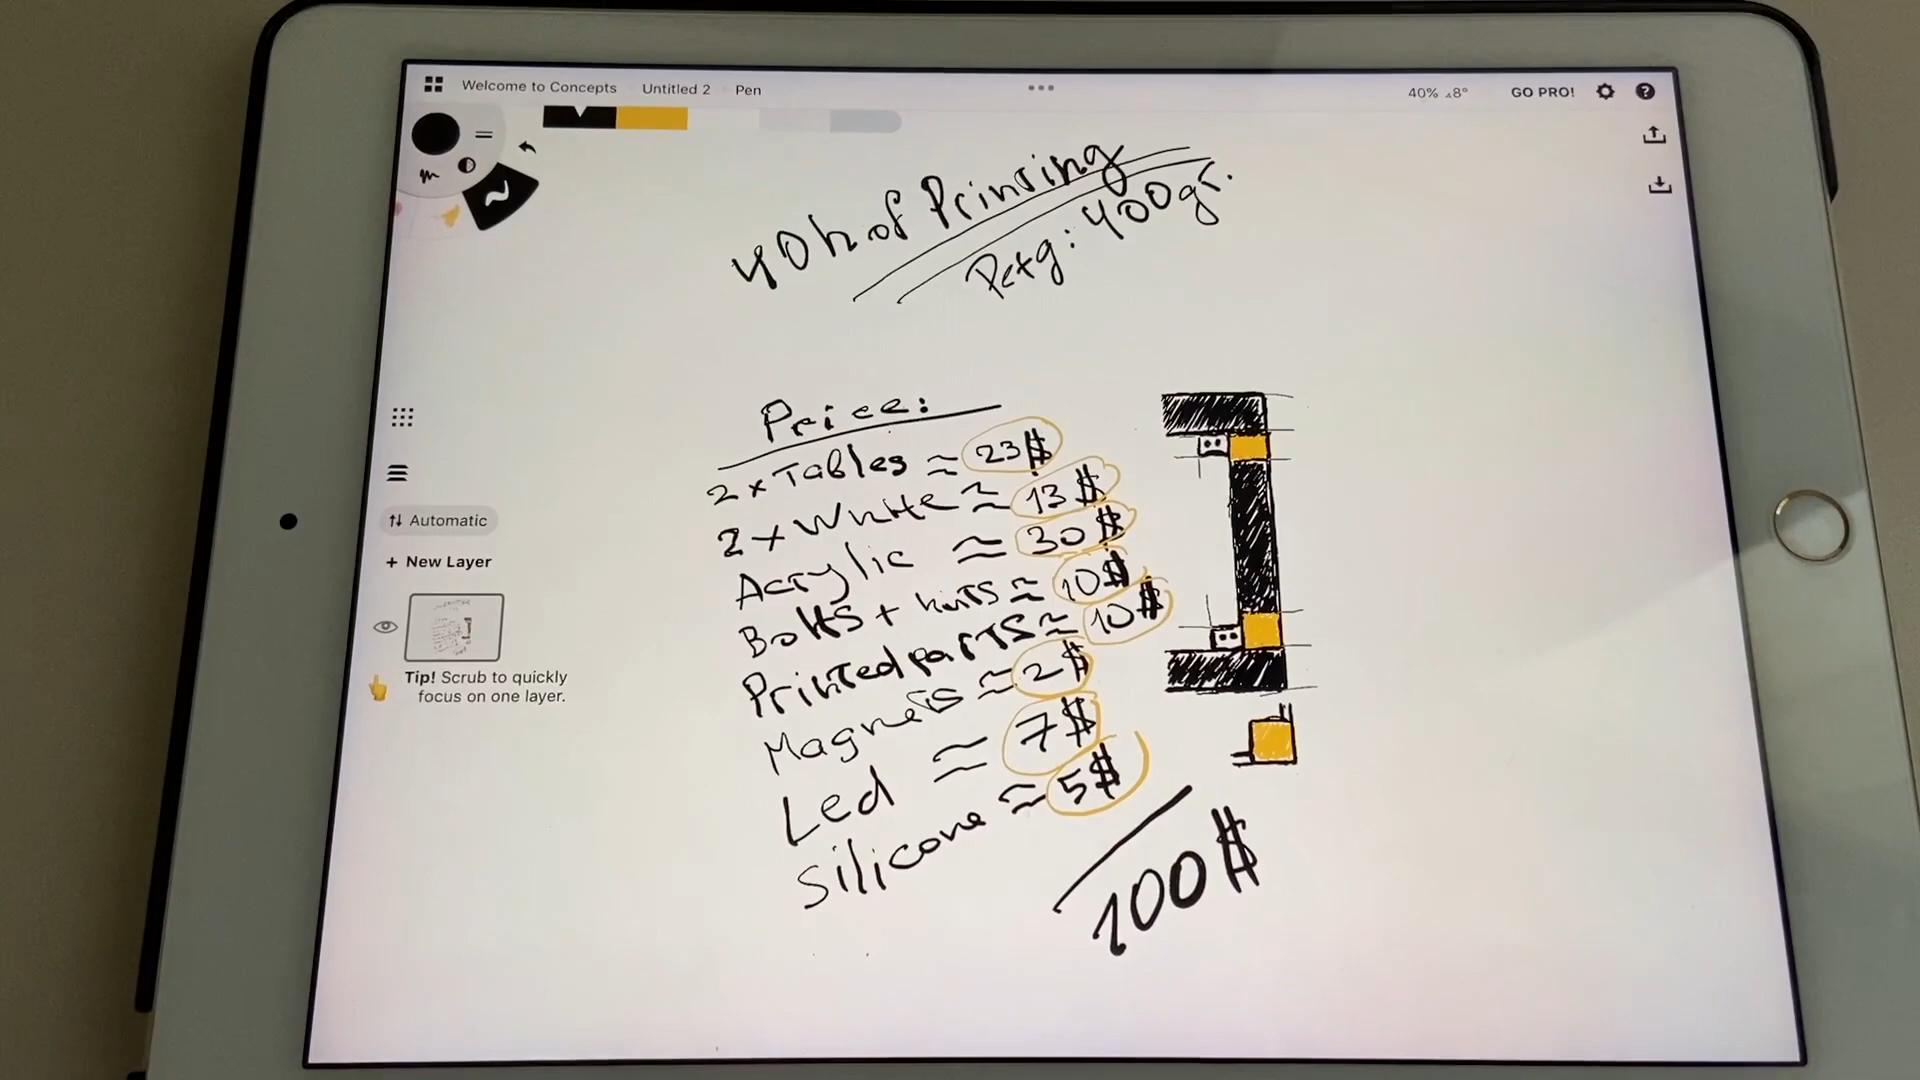 Welcome to Concepts Untitled 2 Pen
40% ⊿8° GO PRO!
40h of Prinsing
Petg: 400gr.
Price:
2 x Tables ≈ 23$
2 x White ≈ 13$
Acrylic ≈ 30$
Bolts + nuts ≈ 10$
Printed parts ≈ 10$
Magnets ≈ 2$
Led ≈ 7$
Silicone ≈ 5$
100$
Automatic
+ New Layer
Tip! Scrub to quickly
focus on one layer.